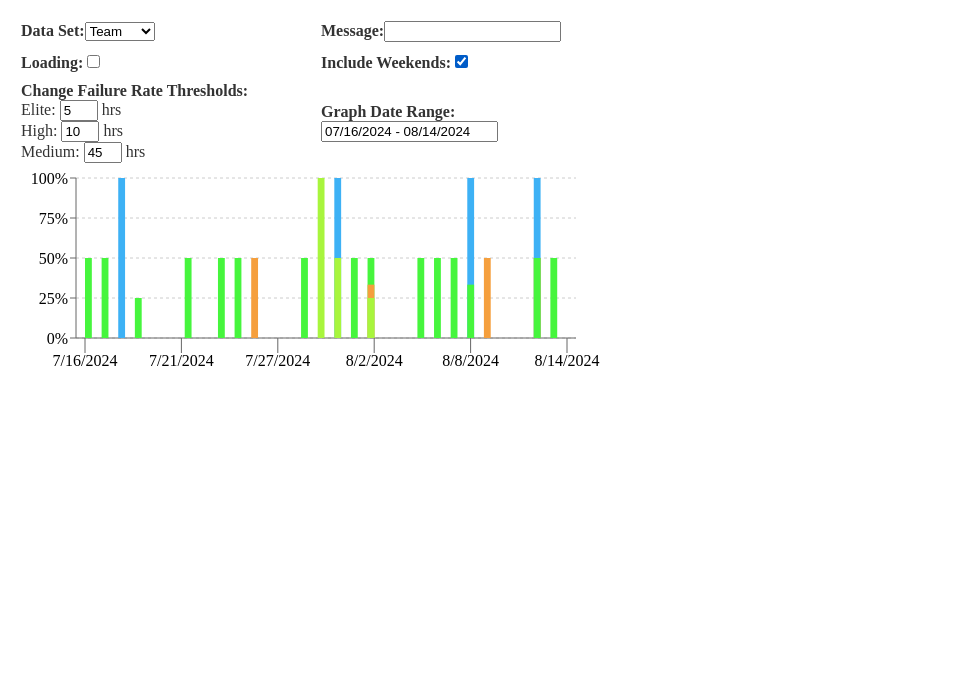 Data Set: Team
Message:
Loading:
Include Weekends:
Change Failure Rate Thresholds:
Elite: 5 hrs
High: 10 hrs
Medium: 45 hrs
Graph Date Range:
07/16/2024 - 08/14/2024
100%
75%
50%
25%
0%
7/16/2024 7/21/2024 7/27/2024 8/2/2024 8/8/2024 8/14/2024